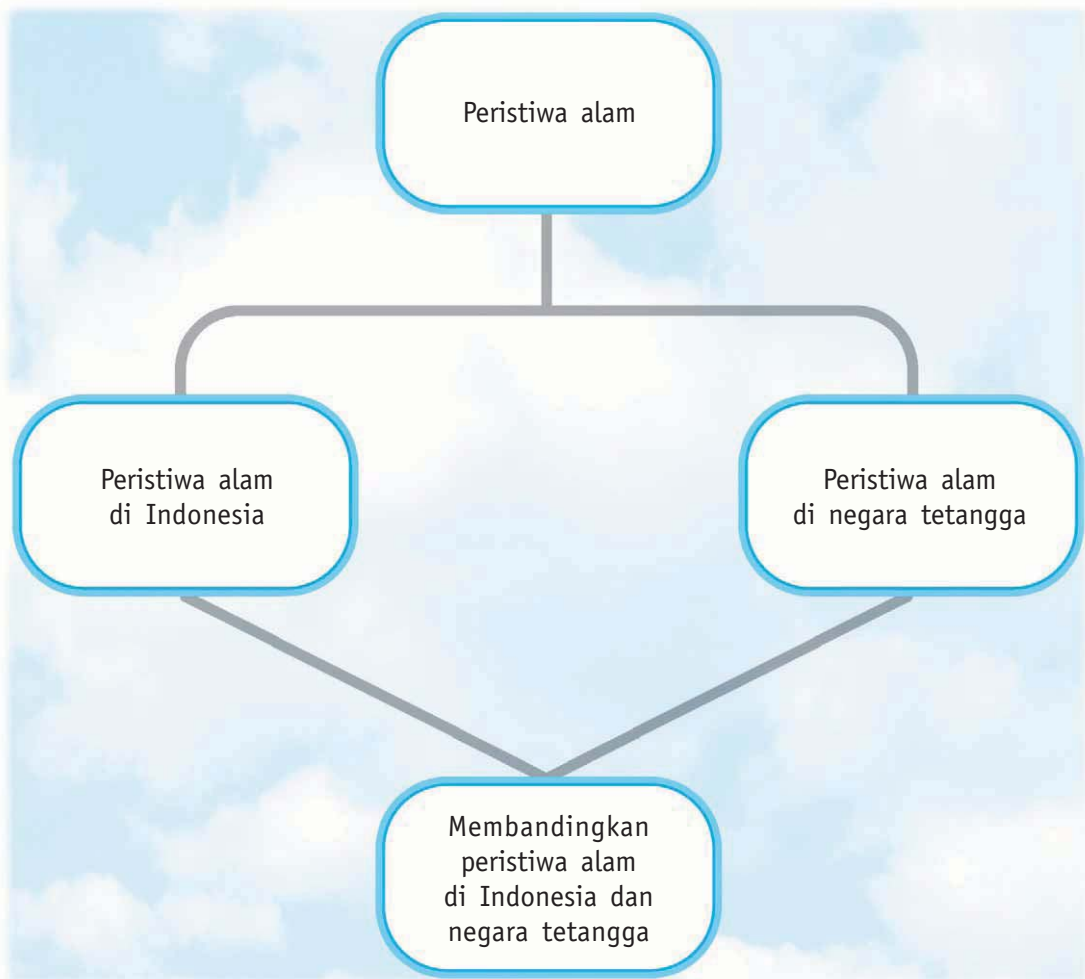 Peristiwa alam
Peristiwa alam
di Indonesia
Peristiwa alam
di negara tetangga
Membandingkan
peristiwa alam
di Indonesia dan
negara tetangga